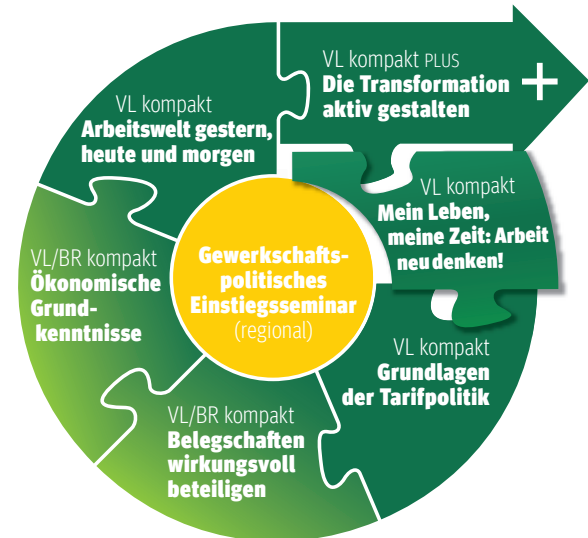 VL kompakt PLUS
Die Transformation
aktiv gestalten
+
VL kompakt
Mein Leben,
meine Zeit: Arbeit
neu denken!
VL kompakt
Grundlagen
der Tarifpolitik
VL/BR kompakt
Belegschaften
wirkungsvoll
beteiligen
VL/BR kompakt
Ökonomische
Grund-
kenntnisse
VL kompakt
Arbeitswelt gestern,
heute und morgen
Gewerkschafts-
politisches
Einstiegsseminar
(regional)